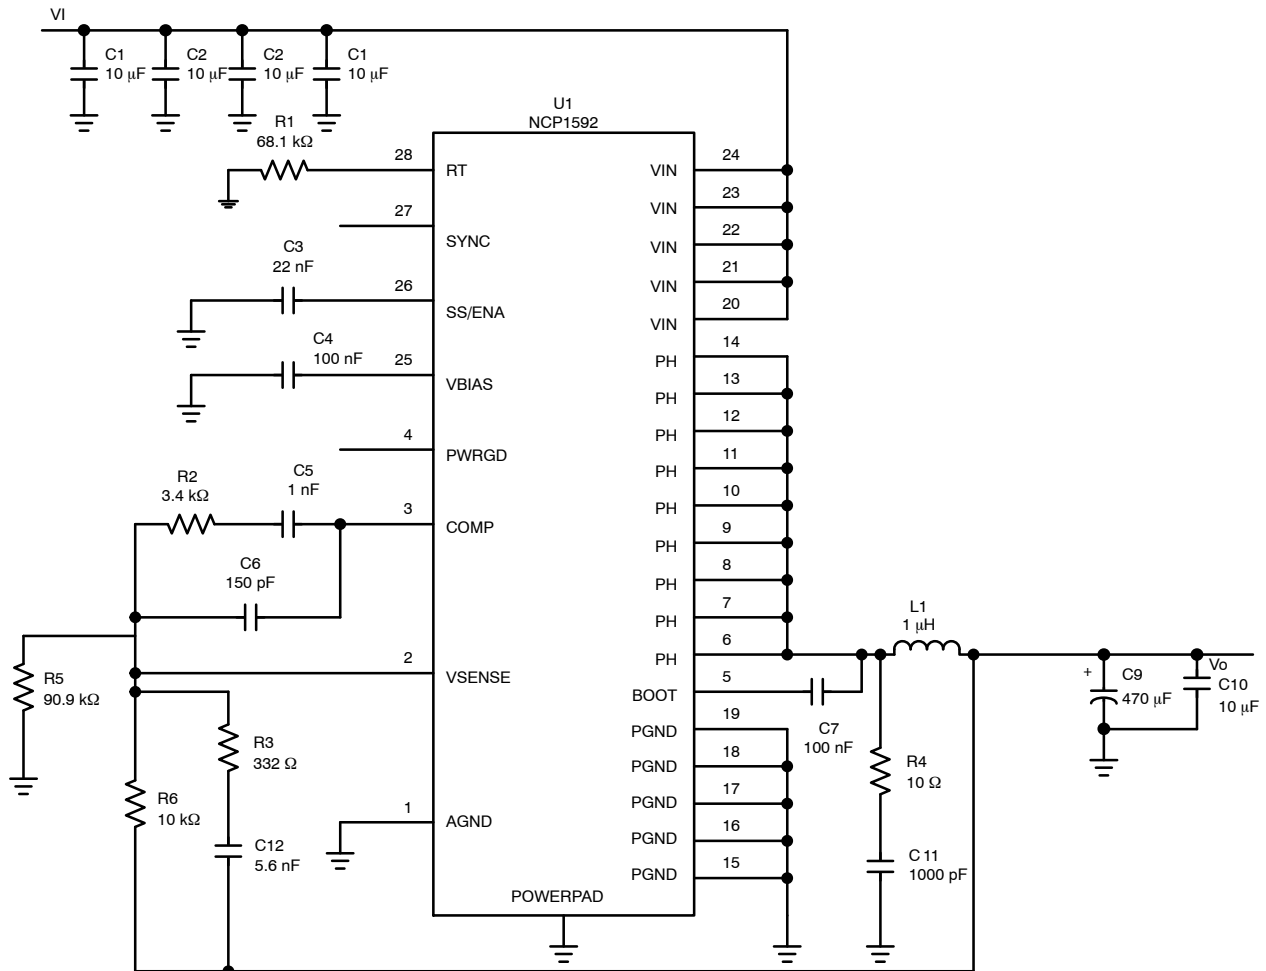 VI
C1
10 µF
C2
10 µF
C2
10 µF
C1
10 µF
U1
NCP1592
R1
68.1 kΩ
28
RT
27
SYNC
C3
22 nF
26
SS/ENA
C4
100 nF
25
VBIAS
4
PWRGD
R2
3.4 kΩ
C5
1 nF
3
COMP
C6
150 pF
2
VSENSE
R5
90.9 kΩ
R3
332 Ω
R6
10 kΩ
C12
5.6 nF
1
AGND
POWERPAD
24
VIN
23
VIN
22
VIN
21
VIN
20
VIN
14
PH
13
PH
12
PH
11
PH
10
PH
9
PH
8
PH
7
PH
6
PH
5
BOOT
19
PGND
18
PGND
17
PGND
16
PGND
15
PGND
C7
100 nF
L1
1 µH
R4
10 Ω
C 11
1000 pF
+
C9
470 µF
Vo
C10
10 µF